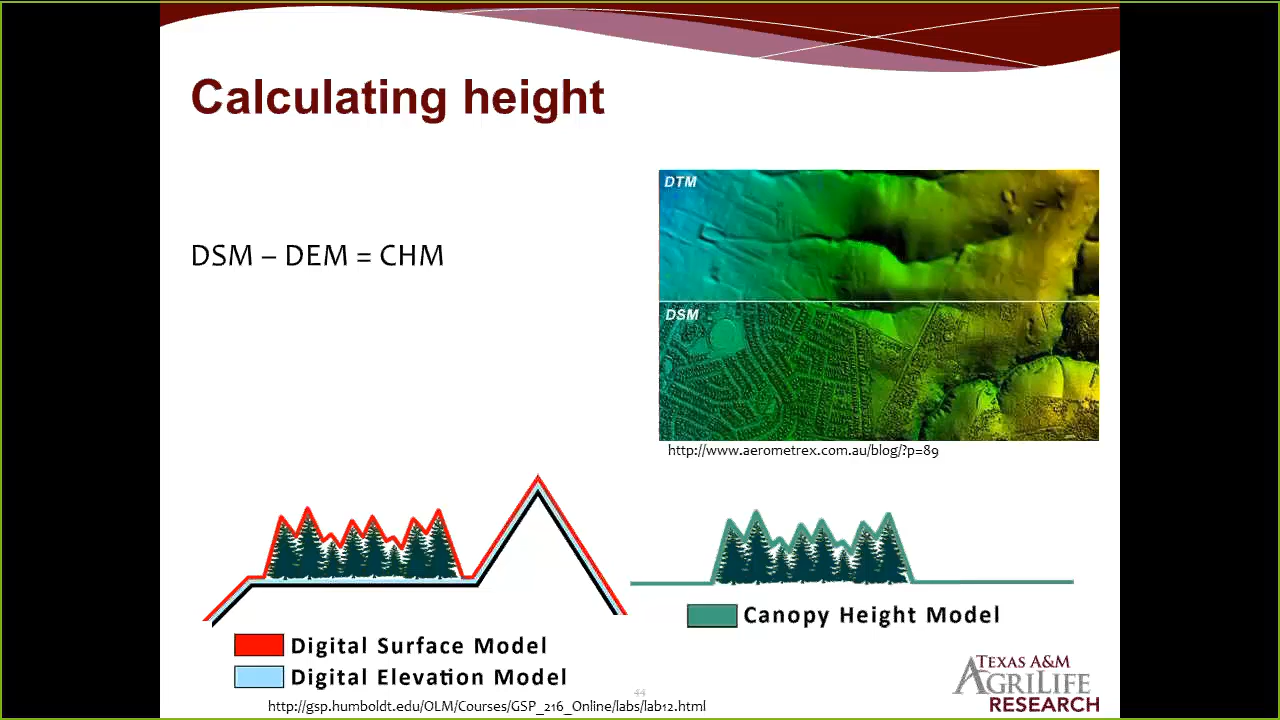 Calculating height
DSM – DEM = CHM
DTM
DSM
http://www.aerometrex.com.au/blog/?p=89
Canopy Height Model
Digital Surface Model
Digital Elevation Model
44
http://gsp.humboldt.edu/OLM/Courses/GSP_216_Online/labs/lab12.html
TEXAS A&M
AGRILIFE
RESEARCH